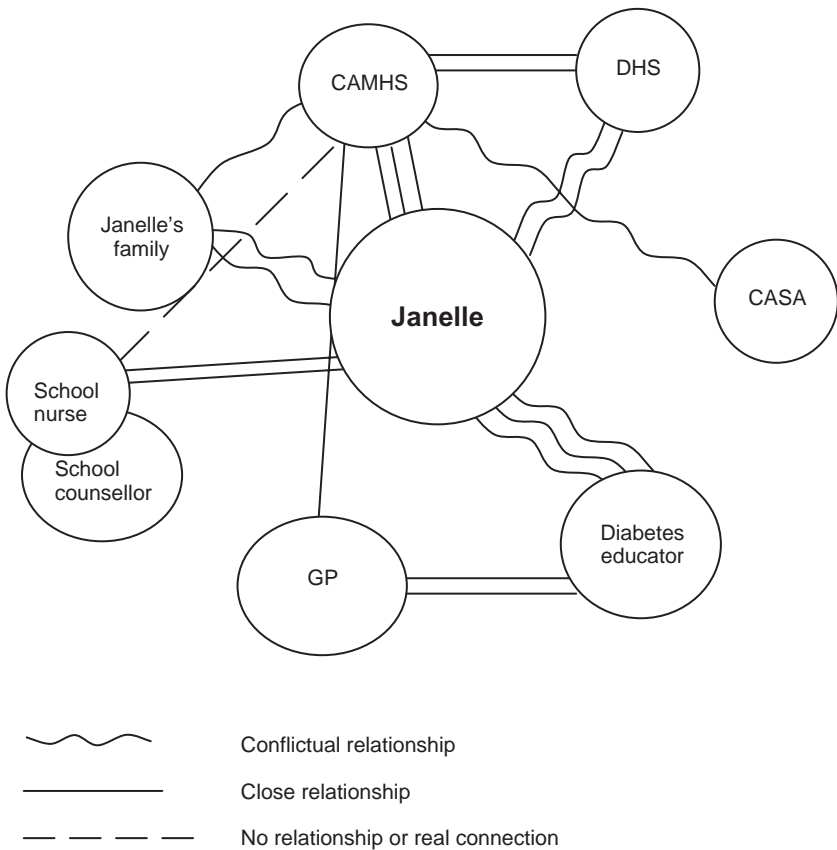 CAMHS
DHS
Janelle's
family
Janelle
CASA
School
nurse
School
counsellor
Diabetes
educator
GP
Conflictual relationship
Close relationship
No relationship or real connection